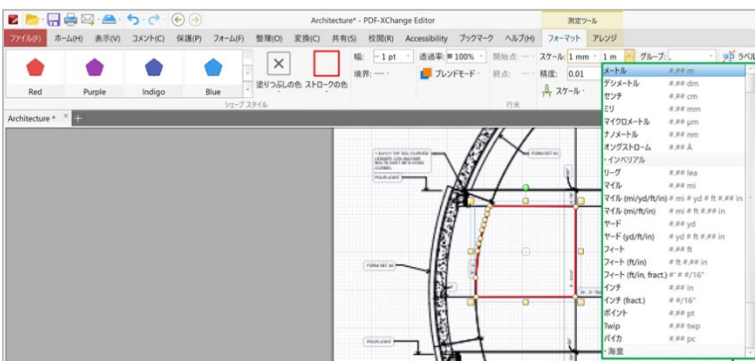 Architecture* - PDF-XChange Editor
測定ツール
ファイル(F) ホーム(H) 表示(V) コメント(C) 保護(P) フォーム(F) 整理(O) 変換(C) 共有(S) 校閲(R) Accessibility ブックマーク ヘルプ(H) フォーマット アレンジ
幅: 1 pt 透過率: 100% 開始点: スケール: 1 mm 1 m グループ: ラベル
境界: ブレンドモード 終点: 精度: 0.01
塗りつぶしの色 ストロークの色
スケール
Red Purple Indigo Blue
シェープ スタイル 行末
Architecture *
メートル #.## m
デシメートル #.## dm
センチ #.## cm
ミリ #.## mm
マイクロメートル #.## μm
ナノメートル #.## nm
オングストローム #.## Å
- インペリアル
リーグ #.## lea
マイル #.## mi
マイル (mi/yd/ft/in) # mi # yd # ft #.## in
マイル (mi/ft/in) # mi # ft #.## in
ヤード #.## yd
ヤード (yd/ft/in) # yd # ft #.## in
フィート #.## ft
フィート (ft/in) # ft #.## in
フィート (ft/in, fract.) #' # #/16"
インチ #.## in
インチ (fract.) # #/16"
ポイント #.## pt
Twip #.## twp
パイカ #.## pc
- 海里
POUR JOINT
FORM SET #3
FORM SET #2
POUR JOINT